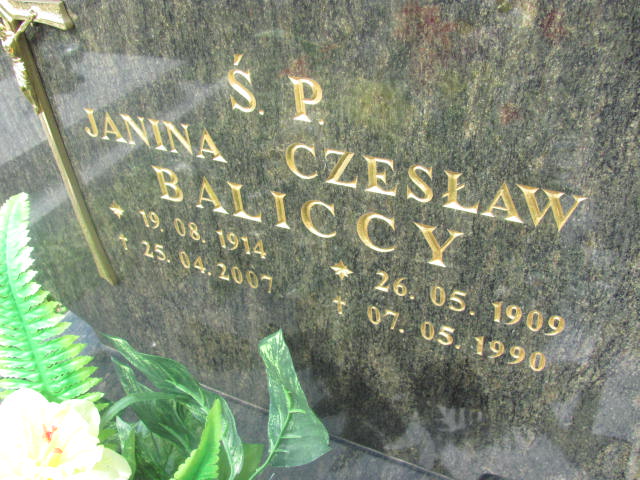 Ś. P.
JANINA CZESŁAW
BALICCY
* 19.08.1914 * 26.05.1909
† 25.04.2007 † 07.05.1990